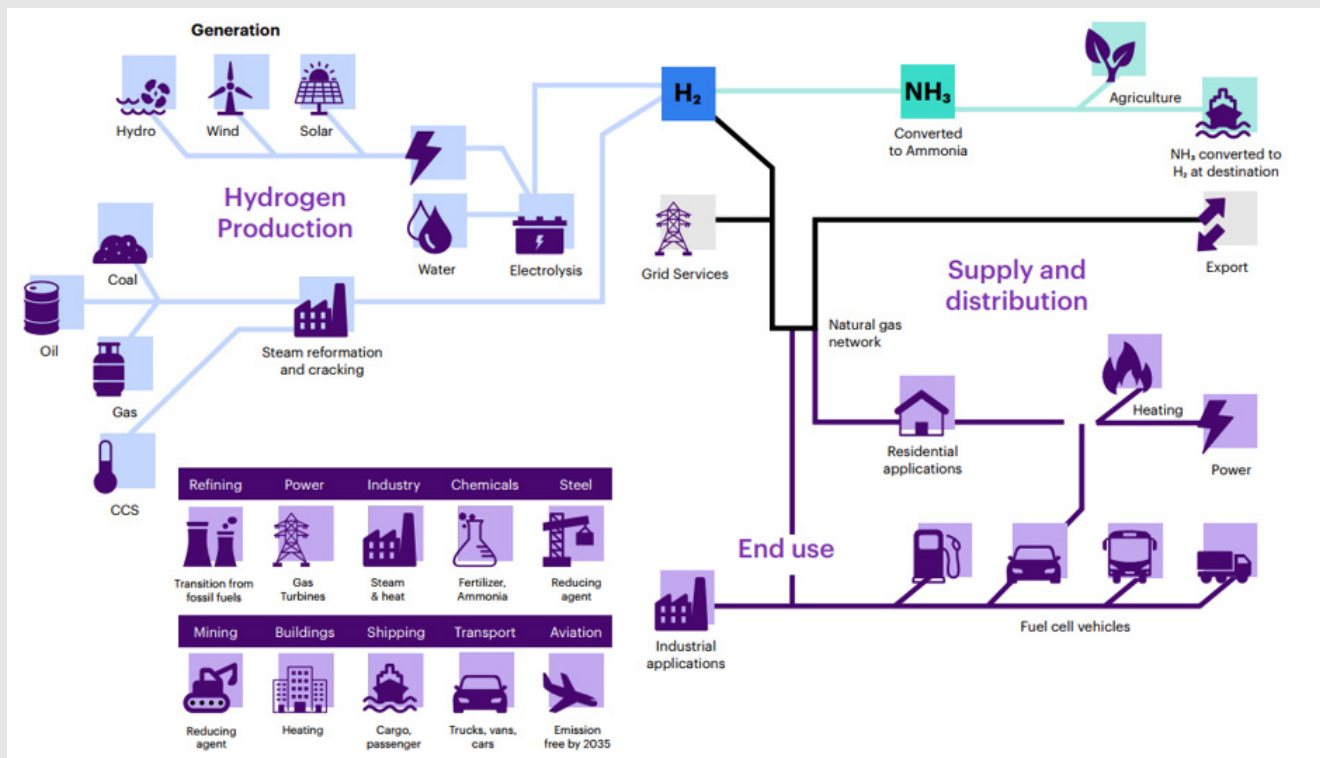 Generation
Hydro
Wind
Solar
Hydrogen
Production
Coal
Oil
Gas
CCS
Water
Electrolysis
Steam reformation
and cracking
H₂
NH₃
Converted
to Ammonia
Agriculture
NH₃ converted to
H₂ at destination
Grid Services
Export
Supply and
distribution
Natural gas
network
Residential
applications
Heating
Power
End use
Industrial
applications
Fuel cell vehicles
Refining
Power
Industry
Chemicals
Steel
Transition from
fossil fuels
Gas
Turbines
Steam
& heat
Fertilizer,
Ammonia
Reducing
agent
Mining
Buildings
Shipping
Transport
Aviation
Reducing
agent
Heating
Cargo,
passenger
Trucks, vans,
cars
Emission
free by 2035